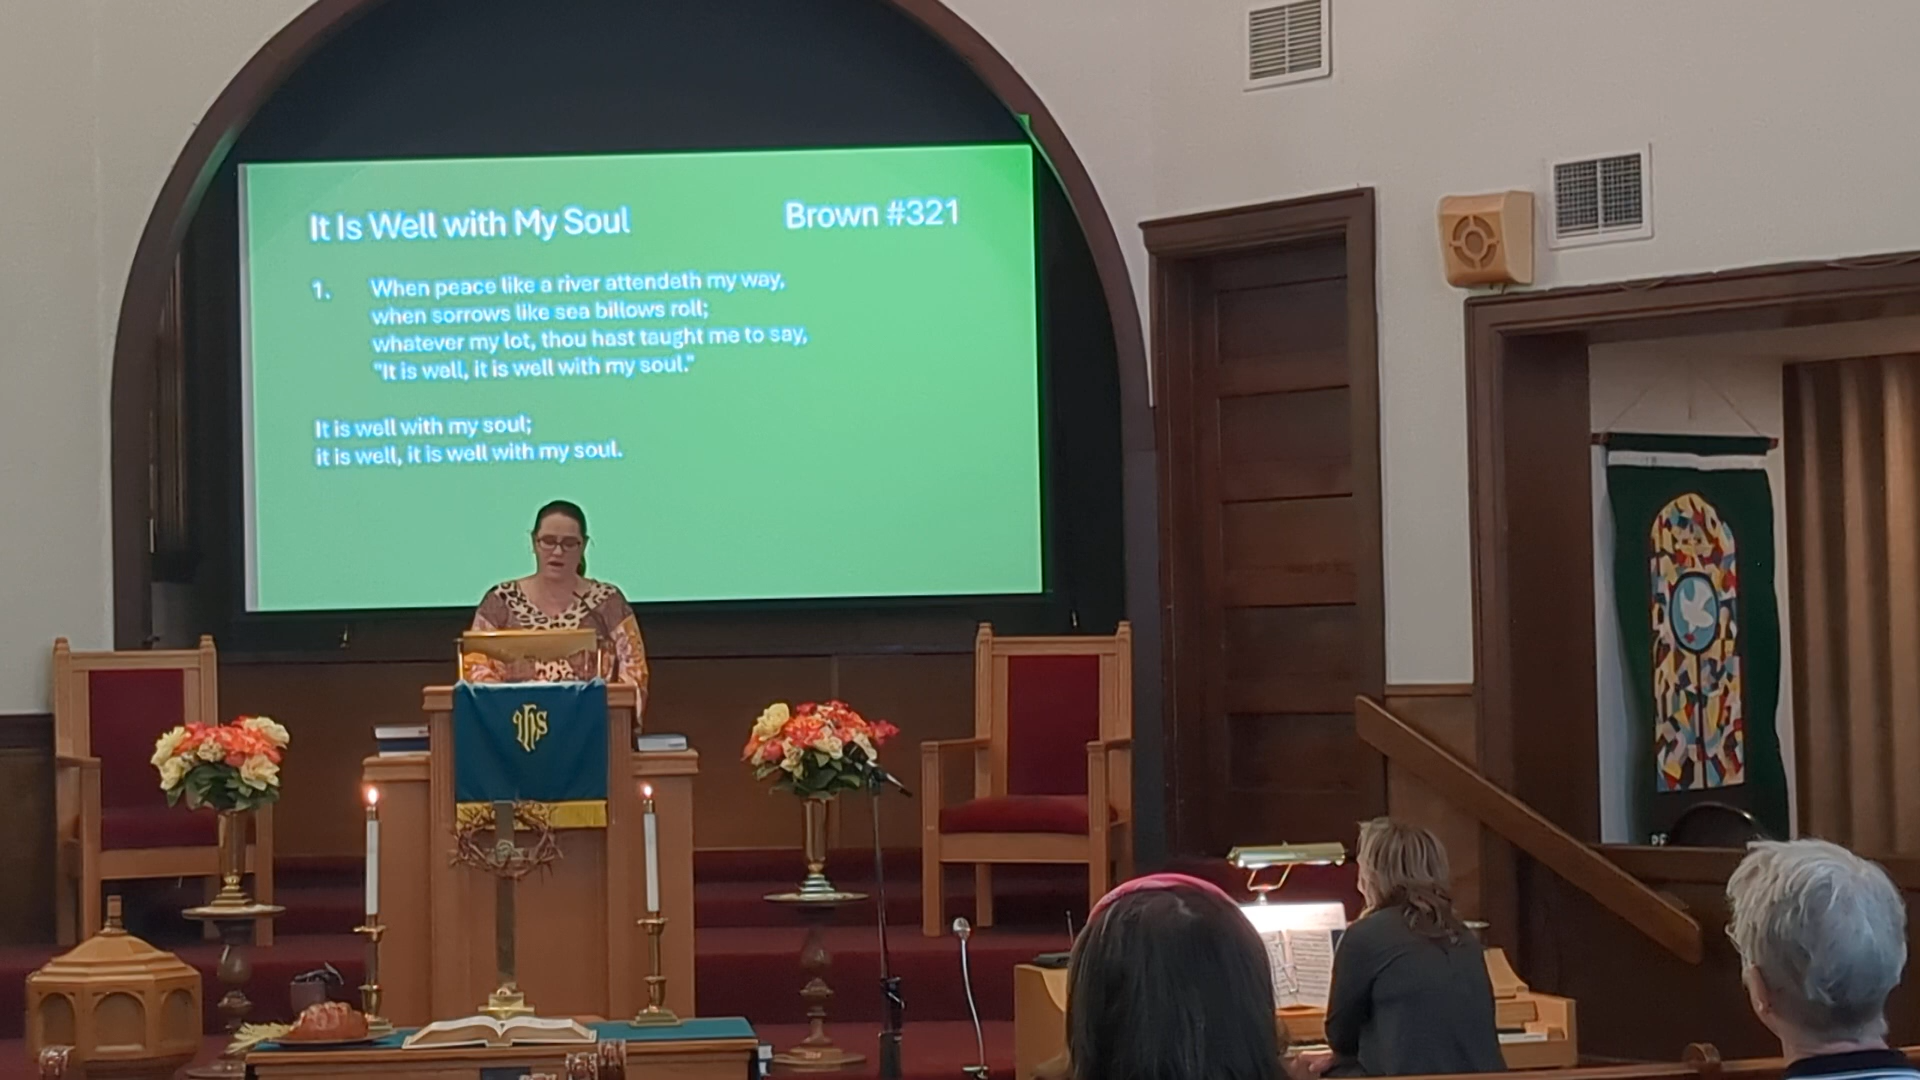 It Is Well with My Soul
Brown #321
1. When peace like a river attendeth my way,
when sorrows like sea billows roll;
whatever my lot, thou hast taught me to say,
"It is well, it is well with my soul."
It is well with my soul;
it is well, it is well with my soul.
IHS